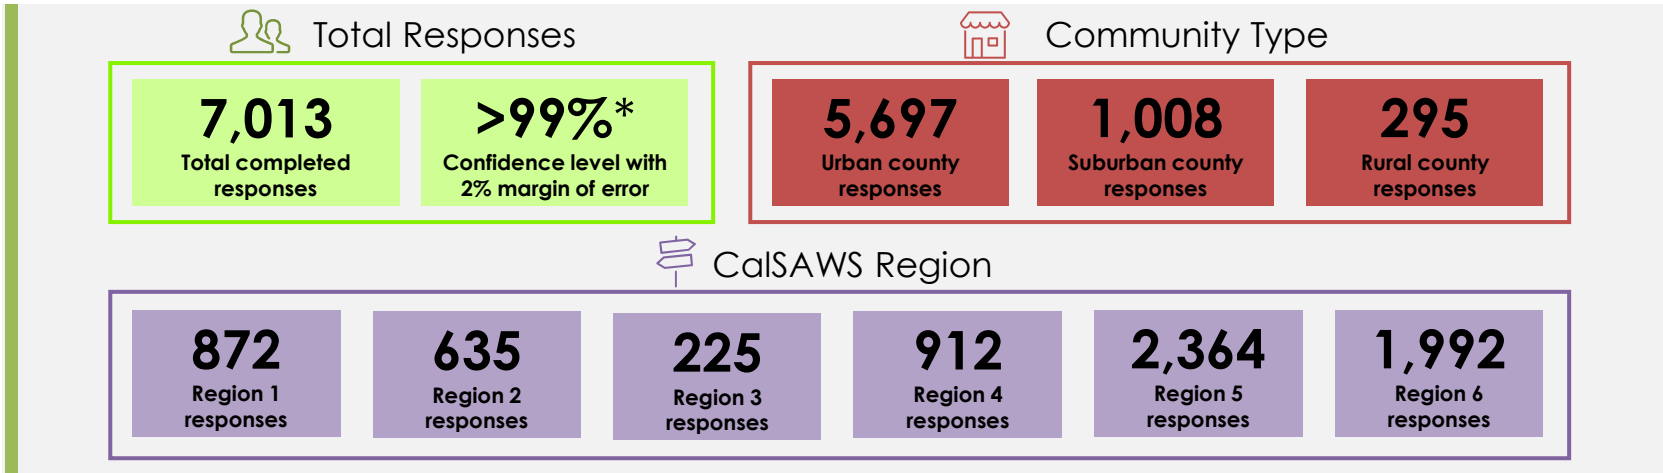 Total Responses
7,013
Total completed
responses
>99%*
Confidence level with
2% margin of error
Community Type
5,697
Urban county
responses
1,008
Suburban county
responses
295
Rural county
responses
CalSAWS Region
872
Region 1
responses
635
Region 2
responses
225
Region 3
responses
912
Region 4
responses
2,364
Region 5
responses
1,992
Region 6
responses